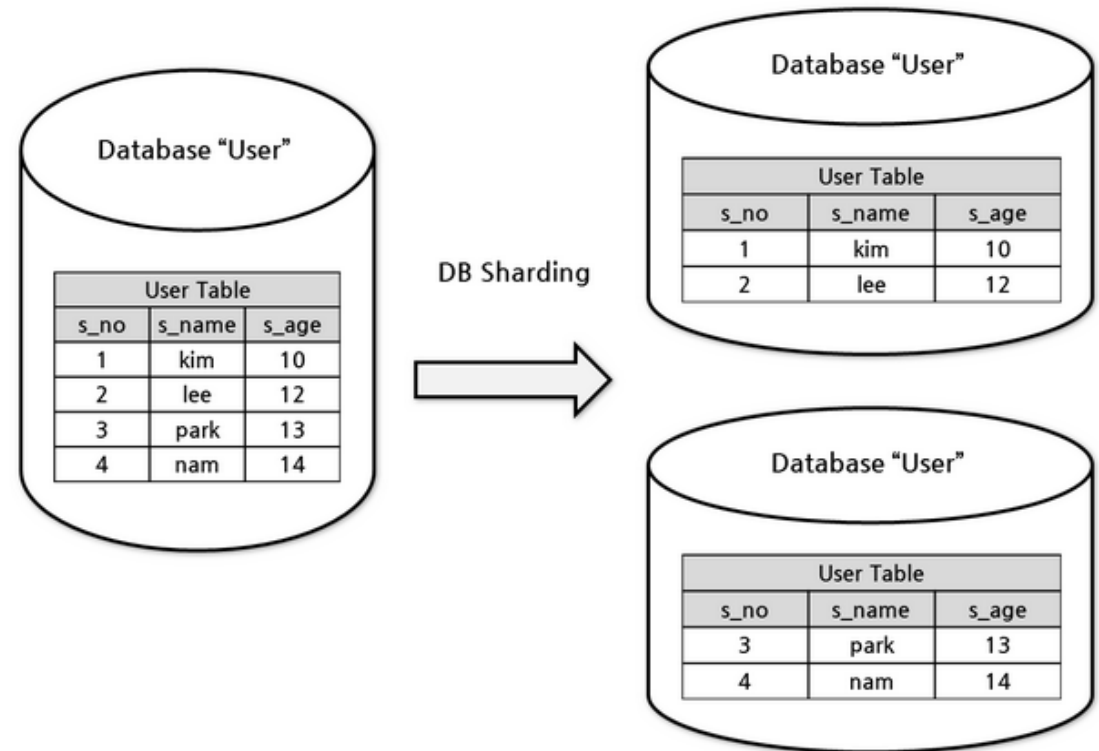 Database “User”
User Table
s_no s_name s_age
1 kim 10
2 lee 12
3 park 13
4 nam 14
DB Sharding
Database “User”
User Table
s_no s_name s_age
1 kim 10
2 lee 12
Database “User”
User Table
s_no s_name s_age
3 park 13
4 nam 14